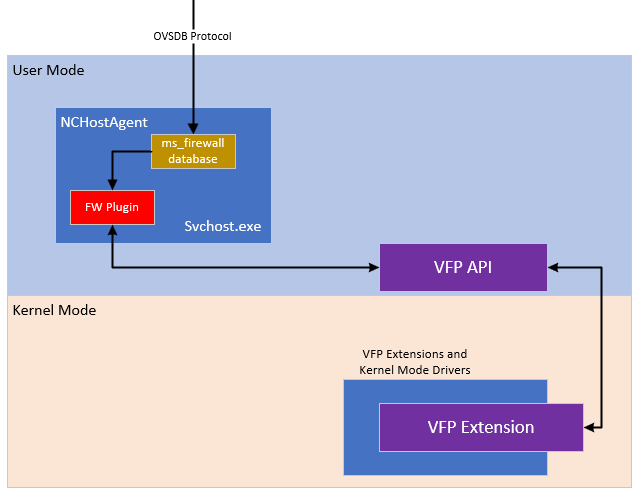 OVSDB Protocol
User Mode
NCHostAgent
ms_firewall
database
FW Plugin
Svchost.exe
VFP API
Kernel Mode
VFP Extensions and
Kernel Mode Drivers
VFP Extension